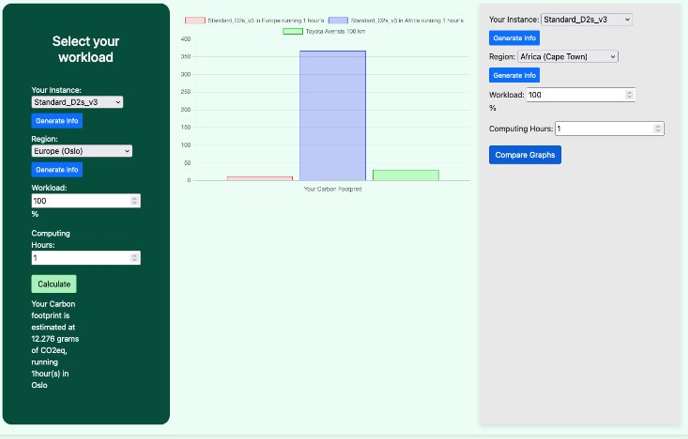 Select your
workload
Your Instance:
Standard_D2s_v3
Generate Info
Region:
Europe (Oslo)
Generate Info
Workload:
100
%
Computing
Hours:
1
Calculate
Your Carbon
footprint is
estimated at
12.276 grams
of CO2eq,
running
1hour(s) in
Oslo
Standard_D2s_v3 in Europe running 1 hour's
Standard_D2s_v3 in Africa running 1 hour's
Toyota Avensis 100 km
400
350
300
250
200
150
100
50
0
Your Carbon Footprint
Your Instance: Standard_D2s_v3
Generate Info
Region: Africa (Cape Town)
Generate Info
Workload: 100
%
Computing Hours: 1
Compare Graphs